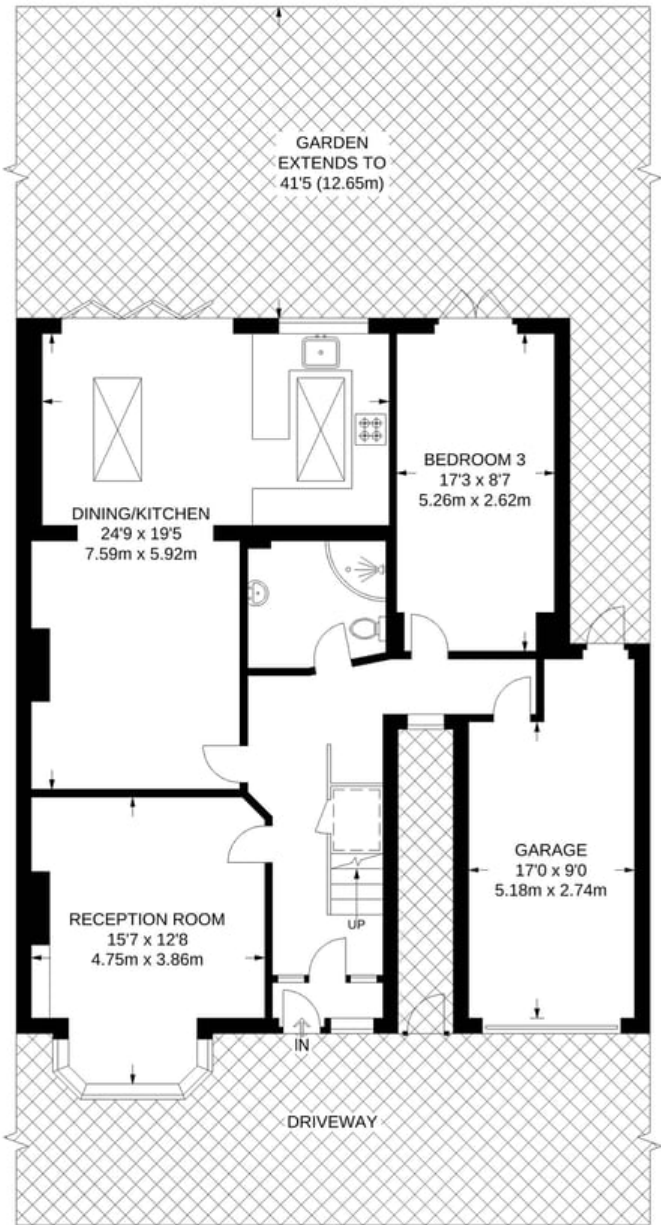 GARDEN
EXTENDS TO
41'5 (12.65m)
BEDROOM 3
17'3 x 8'7
5.26m x 2.62m
DINING/KITCHEN
24'9 x 19'5
7.59m x 5.92m
GARAGE
17'0 x 9'0
5.18m x 2.74m
RECEPTION ROOM
15'7 x 12'8
4.75m x 3.86m
UP
IN
DRIVEWAY